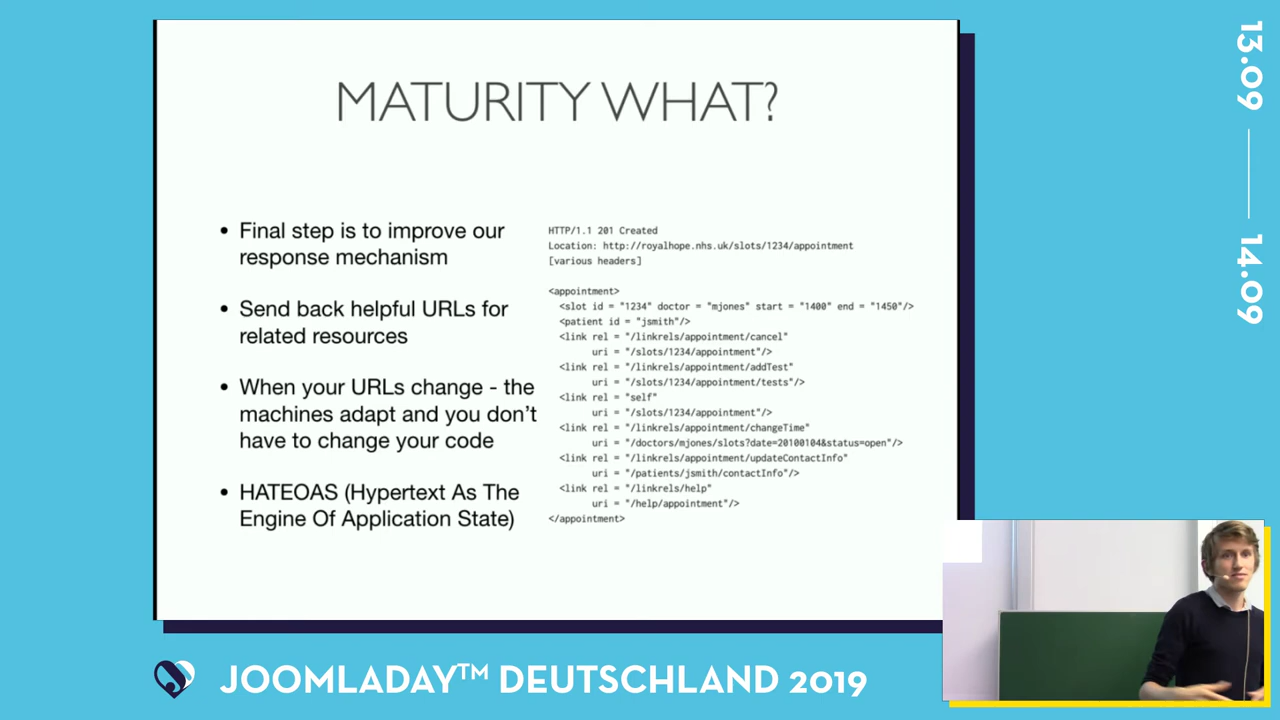 MATURITY WHAT?
• Final step is to improve our
response mechanism
• Send back helpful URLs for
related resources
• When your URLs change - the
machines adapt and you don't
have to change your code
• HATEOAS (Hypertext As The
Engine Of Application State)
HTTP/1.1 201 Created
Location: http://royalhope.nhs.uk/slots/1234/appointment
[various headers]
<appointment>
<slot id = "1234" doctor = "mjones" start = "1400" end = "1450"/>
<patient id = "jsmith"/>
<link rel = "/linkrels/appointment/cancel"
uri = "/slots/1234/appointment"/>
<link rel = "/linkrels/appointment/addTest"
uri = "/slots/1234/appointment/tests"/>
<link rel = "self"
uri = "/slots/1234/appointment"/>
<link rel = "/linkrels/appointment/changeTime"
uri = "/doctors/mjones/slots?date=20100104&status=open"/>
<link rel = "/linkrels/appointment/updateContactInfo"
uri = "/patients/jsmith/contactInfo"/>
<link rel = "/linkrels/help"
uri = "/help/appointment"/>
</appointment>
13.09
14.09
JOOMLADAY™ DEUTSCHLAND 2019